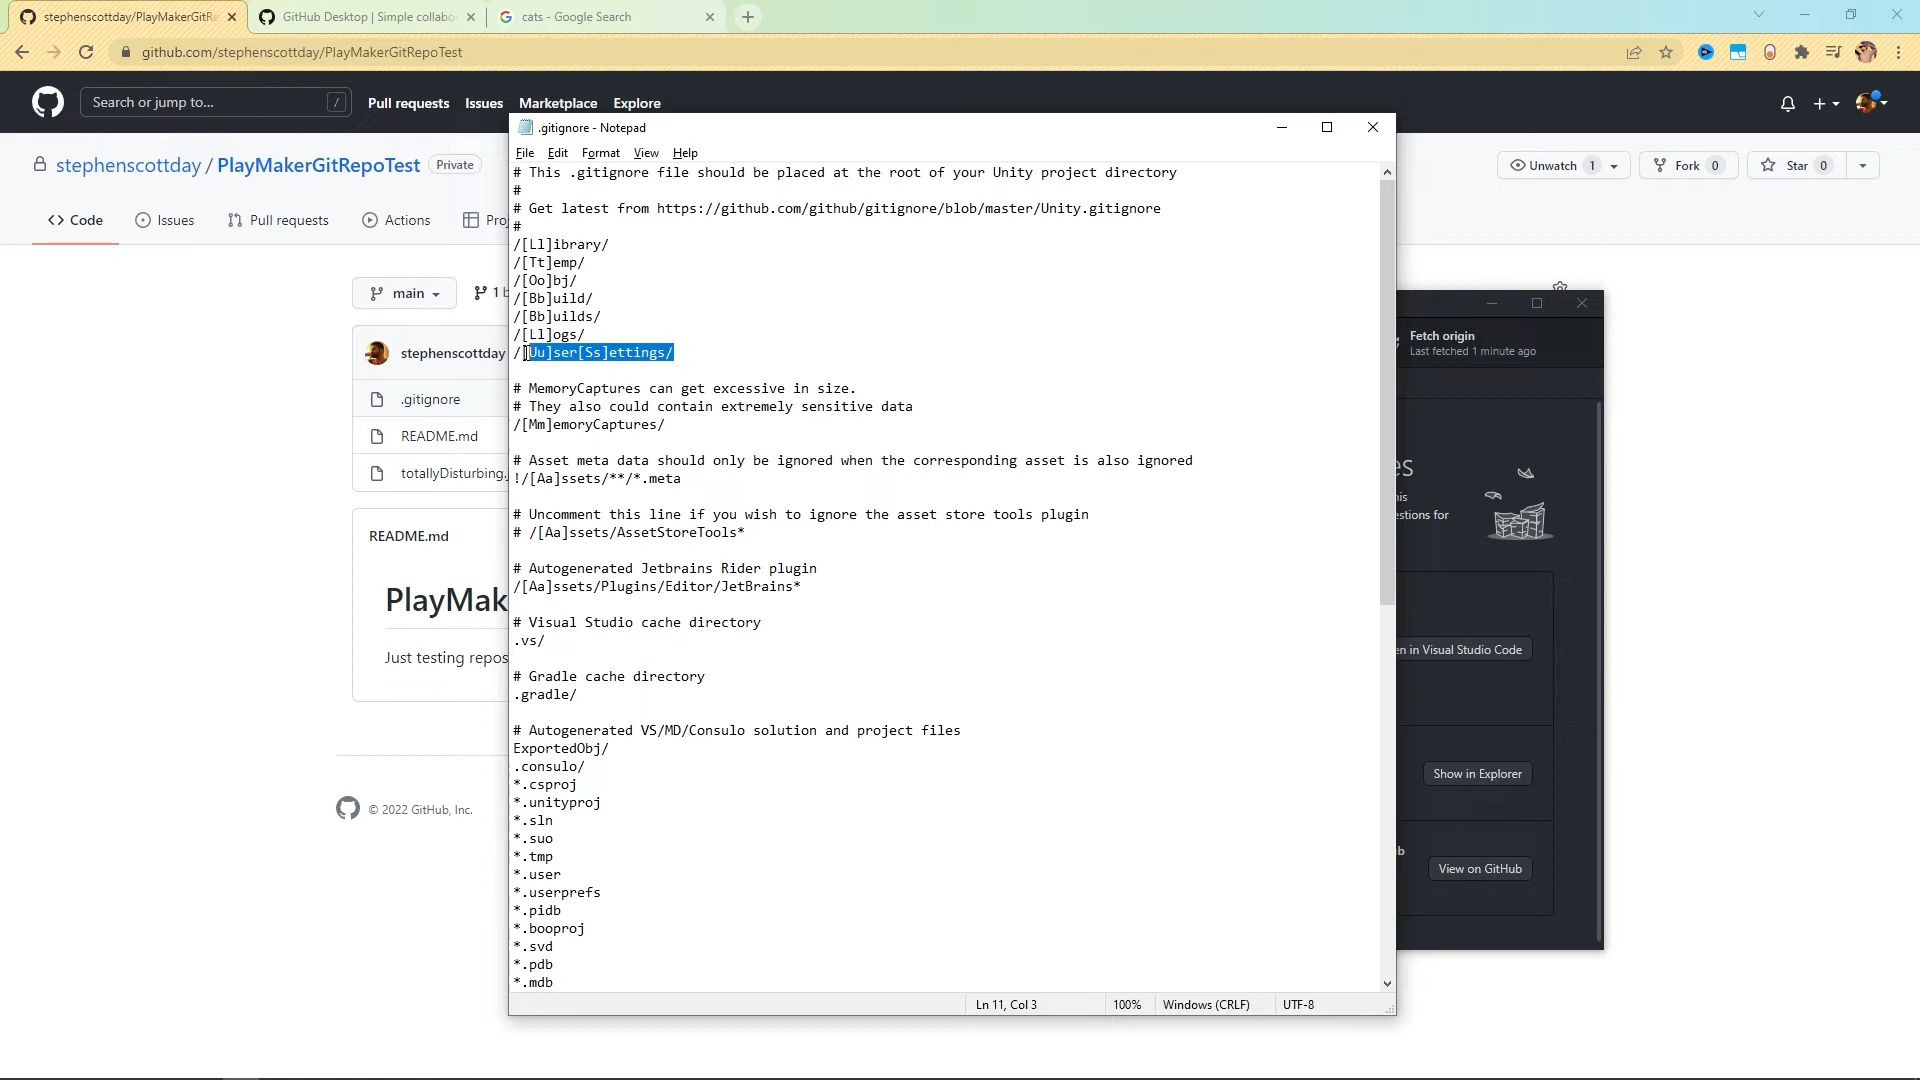 stephenscottday/PlayMakerGitRe
GitHub Desktop | Simple collabo
cats - Google Search
github.com/stephenscottday/PlayMakerGitRepoTest
Search or jump to...
/
Pull requests
Issues
Marketplace
Explore
stephenscottday / PlayMakerGitRepoTest
Private
Unwatch 1
Fork 0
Star 0
Code
Issues
Pull requests
Actions
main
1
stephenscottday
.gitignore
README.md
totallyDisturbing.
README.md
PlayMak
Just testing repos
© 2022 GitHub, Inc.
.gitignore - Notepad
File Edit Format View Help
# This .gitignore file should be placed at the root of your Unity project directory
#
# Get latest from https://github.com/github/gitignore/blob/master/Unity.gitignore
#
/[Ll]ibrary/
/[Tt]emp/
/[Oo]bj/
/[Bb]uild/
/[Bb]uilds/
/[Ll]ogs/
/[Uu]ser[Ss]ettings/
# MemoryCaptures can get excessive in size.
# They also could contain extremely sensitive data
/[Mm]emoryCaptures/
# Asset meta data should only be ignored when the corresponding asset is also ignored
!/[Aa]ssets/**/*.meta
# Uncomment this line if you wish to ignore the asset store tools plugin
# /[Aa]ssets/AssetStoreTools*
# Autogenerated Jetbrains Rider plugin
/[Aa]ssets/Plugins/Editor/JetBrains*
# Visual Studio cache directory
.vs/
# Gradle cache directory
.gradle/
# Autogenerated VS/MD/Consulo solution and project files
ExportedObj/
.consulo/
*.csproj
*.unityproj
*.sln
*.suo
*.tmp
*.user
*.userprefs
*.pidb
*.booproj
*.svd
*.pdb
*.mdb
Ln 11, Col 3
100%
Windows (CRLF)
UTF-8
Fetch origin
Last fetched 1 minute ago
es
his
estions for
en in Visual Studio Code
Show in Explorer
b
View on GitHub